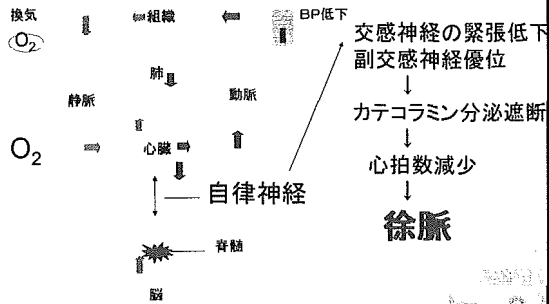 換気
O₂
組織
BP低下
肺
静脈
動脈
O₂
心臓
自律神経
脊髄
脳
交感神経の緊張低下
副交感神経優位
カテコラミン分泌遮断
心拍数減少
徐脈